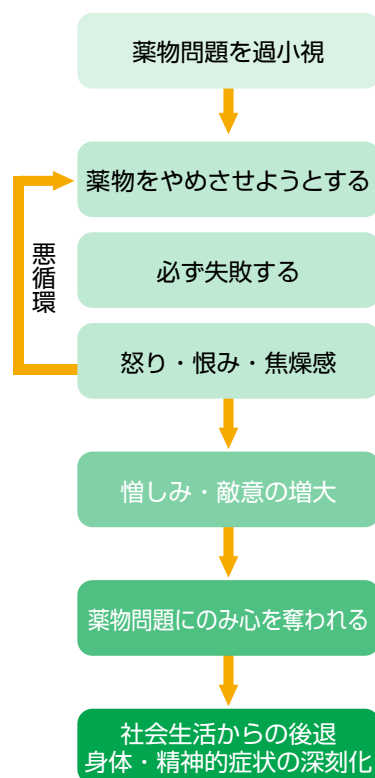 薬物問題を過小視
薬物をやめさせようとする
悪循環
必ず失敗する
怒り・恨み・焦燥感
憎しみ・敵意の増大
薬物問題にのみ心を奪われる
社会生活からの後退
身体・精神的症状の深刻化